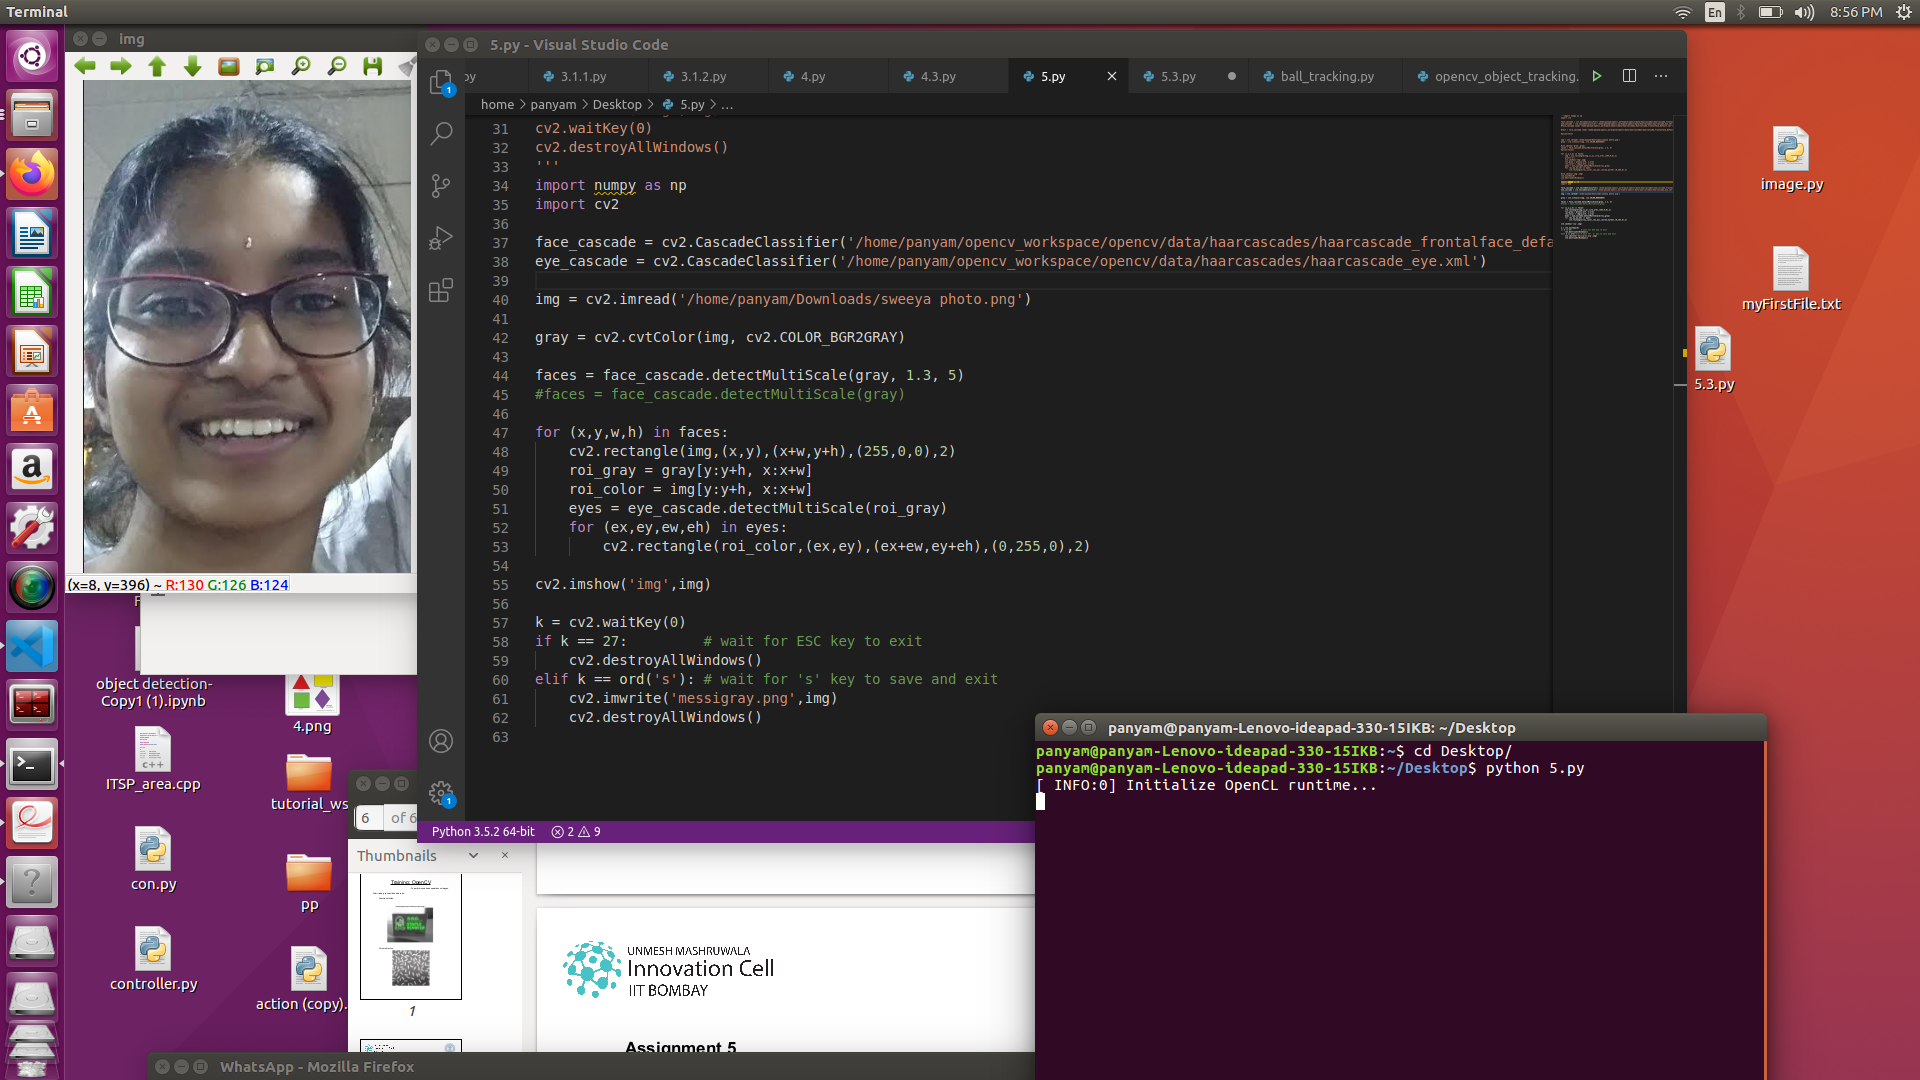 Terminal
En
8:56 PM
img
(x=8, y=396) ~ R:130 G:126 B:124
5.py - Visual Studio Code
py
3.1.1.py
3.1.2.py
4.py
4.3.py
5.py
5.3.py
ball_tracking.py
opencv_object_tracking.
home > panyam > Desktop > 5.py > ...
31
32 cv2.waitKey(0)
cv2.destroyAllWindows()
33 '''
34 import numpy as np
35 import cv2
36
37 face_cascade = cv2.CascadeClassifier('/home/panyam/opencv_workspace/opencv/data/haarcascades/haarcascade_frontalface_defa
38 eye_cascade = cv2.CascadeClassifier('/home/panyam/opencv_workspace/opencv/data/haarcascades/haarcascade_eye.xml')
39
40 img = cv2.imread('/home/panyam/Downloads/sweeya photo.png')
41
42 gray = cv2.cvtColor(img, cv2.COLOR_BGR2GRAY)
43
44 faces = face_cascade.detectMultiScale(gray, 1.3, 5)
45 #faces = face_cascade.detectMultiScale(gray)
46
47 for (x,y,w,h) in faces:
48 cv2.rectangle(img,(x,y),(x+w,y+h),(255,0,0),2)
49 roi_gray = gray[y:y+h, x:x+w]
50 roi_color = img[y:y+h, x:x+w]
51 eyes = eye_cascade.detectMultiScale(roi_gray)
52 for (ex,ey,ew,eh) in eyes:
53 cv2.rectangle(roi_color,(ex,ey),(ex+ew,ey+eh),(0,255,0),2)
54
55 cv2.imshow('img',img)
56
57 k = cv2.waitKey(0)
58 if k == 27: # wait for ESC key to exit
59 cv2.destroyAllWindows()
60 elif k == ord('s'): # wait for 's' key to save and exit
61 cv2.imwrite('messigray.png',img)
62 cv2.destroyAllWindows()
63
1
1
Python 3.5.2 64-bit
2
9
image.py
myFirstFile.txt
5.3.py
object detection-
Copy1 (1).ipynb
4.png
c++
ITSP_area.cpp
tutorial_ws
con.py
pp
controller.py
action (copy).
6
of 6
Thumbnails
Training: OpenCV
1
UNMESH MASHRUWALA
Innovation Cell
IIT BOMBAY
Assignment 5
WhatsApp - Mozilla Firefox
panyam@panyam-Lenovo-ideapad-330-15IKB: ~/Desktop
panyam@panyam-Lenovo-ideapad-330-15IKB:~$ cd Desktop/
panyam@panyam-Lenovo-ideapad-330-15IKB:~/Desktop$ python 5.py
[ INFO:0] Initialize OpenCL runtime...